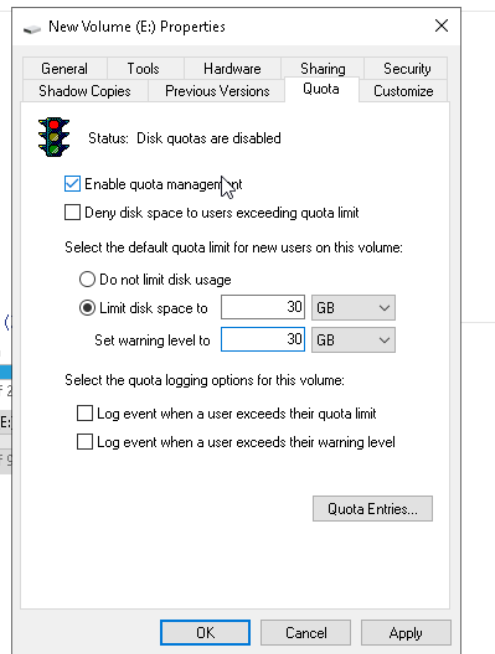 New Volume (E:) Properties
General Tools Hardware Sharing Security
Shadow Copies Previous Versions Quota Customize
Status: Disk quotas are disabled
Enable quota management
Deny disk space to users exceeding quota limit
Select the default quota limit for new users on this volume:
Do not limit disk usage
Limit disk space to 30 GB
Set warning level to 30 GB
Select the quota logging options for this volume:
Log event when a user exceeds their quota limit
Log event when a user exceeds their warning level
E:
Quota Entries...
OK Cancel Apply